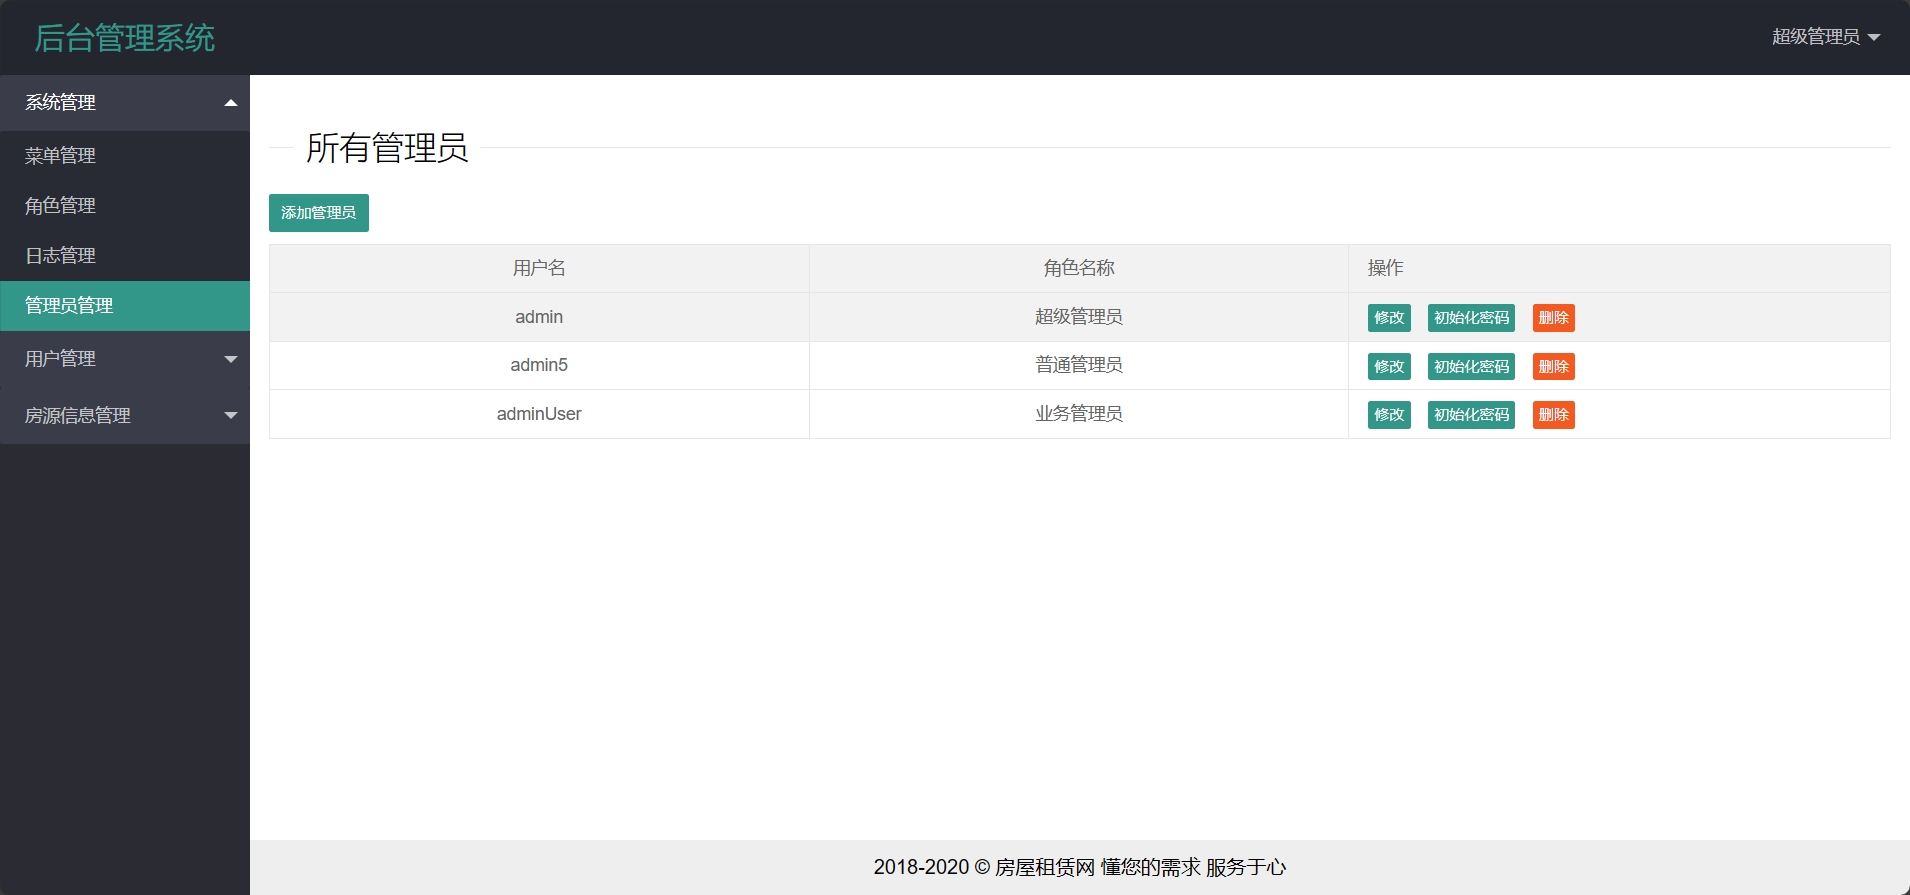 后台管理系统
超级管理员
系统管理
菜单管理
角色管理
日志管理
管理员管理
用户管理
房源信息管理
所有管理员
添加管理员
用户名 角色名称 操作
admin 超级管理员 修改 初始化密码 删除
admin5 普通管理员 修改 初始化密码 删除
adminUser 业务管理员 修改 初始化密码 删除
2018-2020 © 房屋租赁网 懂您的需求 服务于心